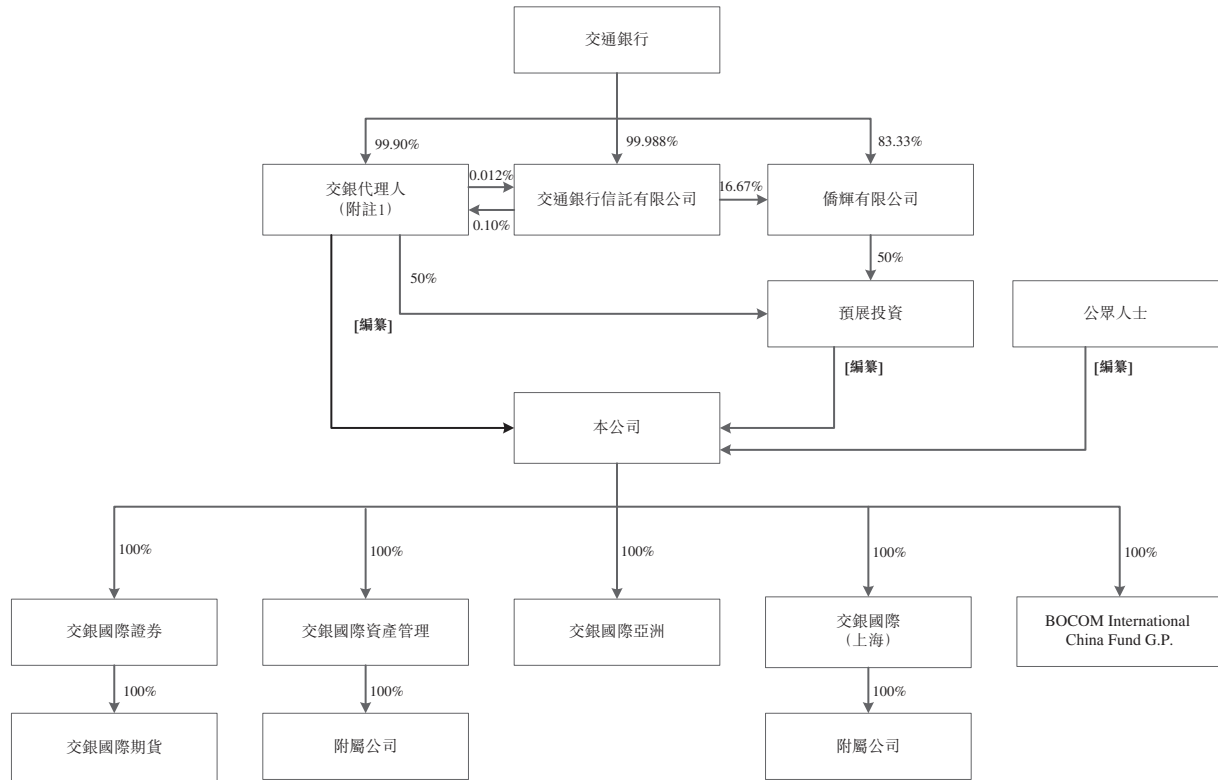 交通銀行
99.90%
99.988%
83.33%
交銀代理人
（附註1）
0.012%
0.10%
交通銀行信託有限公司
16.67%
僑輝有限公司
50%
50%
預展投資
公眾人士
[編纂]
[編纂]
[編纂]
本公司
100%
100%
100%
100%
100%
交銀國際證券
交銀國際資產管理
交銀國際亞洲
交銀國際
（上海）
BOCOM International
China Fund G.P.
100%
100%
100%
交銀國際期貨
附屬公司
附屬公司